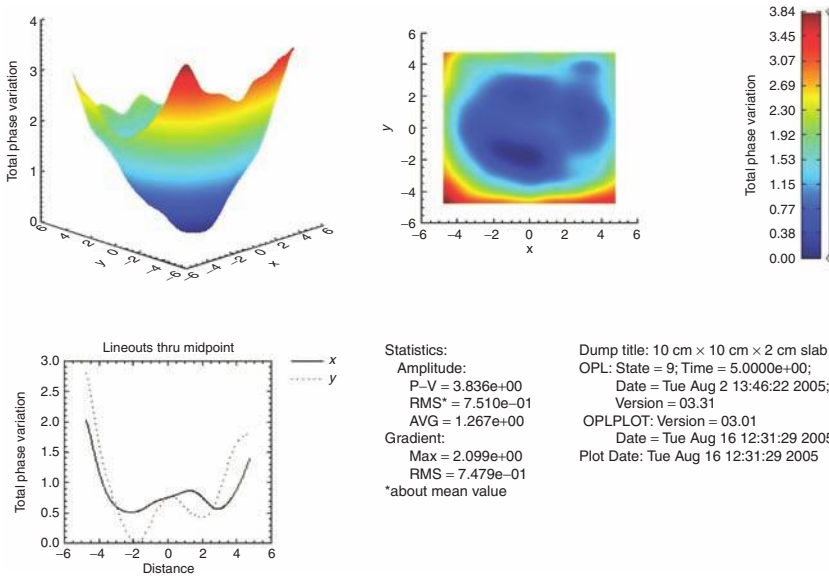 4
3
2
1
0
Total phase variation
6
4
2
0
−2
−4
−6
y
−6
−4
−2
0
2
4
6
x
6
4
2
0
−2
−4
−6
y
−6
−4
−2
0
2
4
6
x
Total phase variation
3.84
3.45
3.07
2.69
2.30
1.92
1.53
1.15
0.77
0.38
0.00
Lineouts thru midpoint
3.0
2.5
2.0
1.5
1.0
0.5
0.0
Total phase variation
−6
−4
−2
0
2
4
6
Distance
x
y
Statistics:
Amplitude:
P–V = 3.836e+00
RMS* = 7.510e−01
AVG = 1.267e+00
Gradient:
Max = 2.099e+00
RMS = 7.479e−01
*about mean value
Dump title: 10 cm × 10 cm × 2 cm slab
OPL: State = 9; Time = 5.0000e+00;
Date = Tue Aug 2 13:46:22 2005;
Version = 03.31
OPLPLOT: Version = 03.01
Date = Tue Aug 16 12:31:29 2005
Plot Date: Tue Aug 16 12:31:29 2005